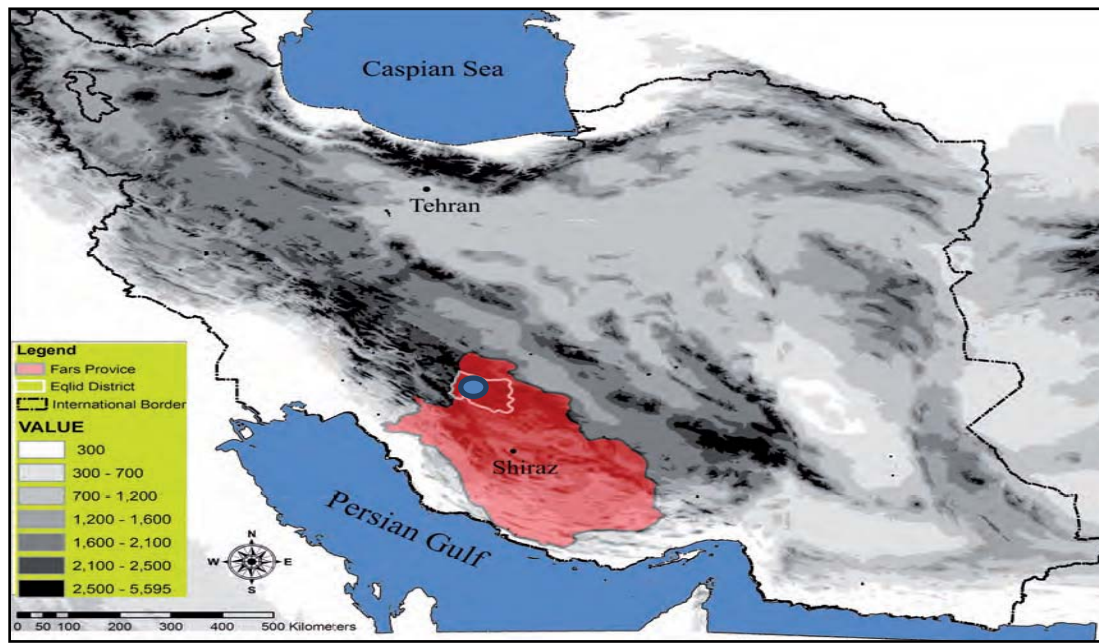 Caspian Sea
Tehran
Shiraz
Persian Gulf
Legend
Fars Provice
Eqlid District
International Border
VALUE
300
300 - 700
700 - 1,200
1,200 - 1,600
1,600 - 2,100
2,100 - 2,500
2,500 - 5,595
N
W E
S
0 50 100 200 300 400 500 Kilometers